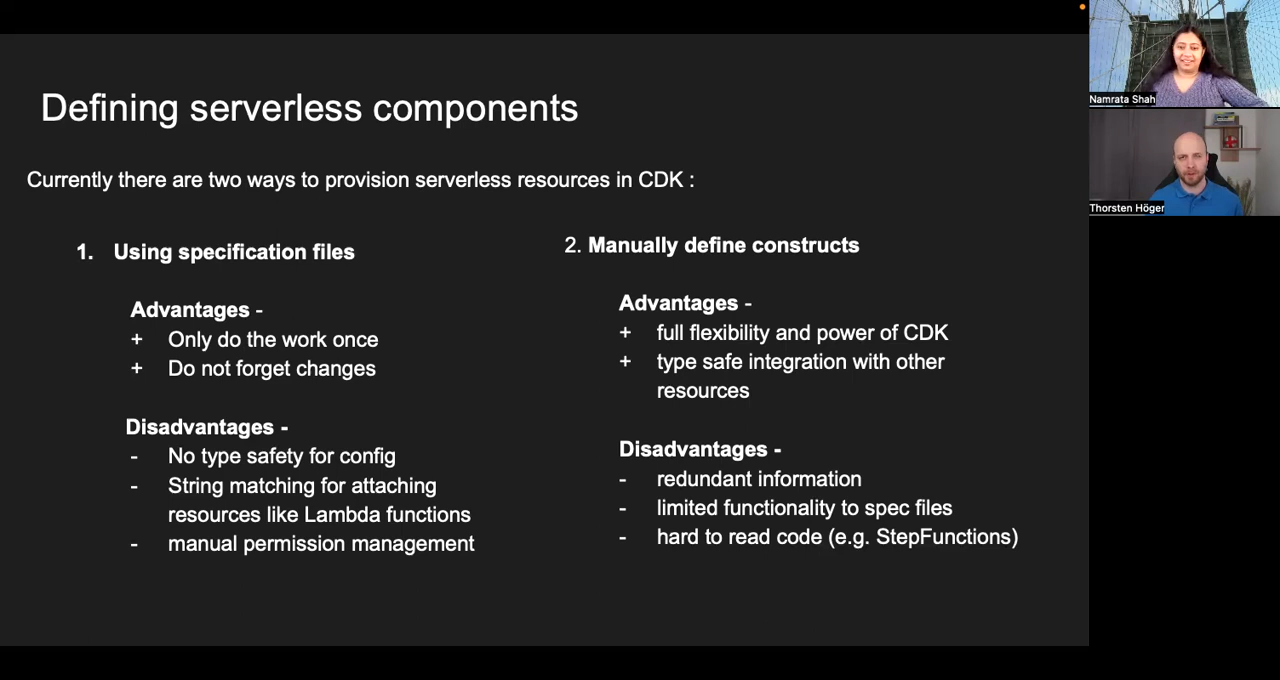 Defining serverless components
Currently there are two ways to provision serverless resources in CDK :
1. Using specification files
Advantages -
+ Only do the work once
+ Do not forget changes
Disadvantages -
- No type safety for config
- String matching for attaching
resources like Lambda functions
- manual permission management
2. Manually define constructs
Advantages -
+ full flexibility and power of CDK
+ type safe integration with other
resources
Disadvantages -
- redundant information
- limited functionality to spec files
- hard to read code (e.g. StepFunctions)
Namrata Shah
Thorsten Höger